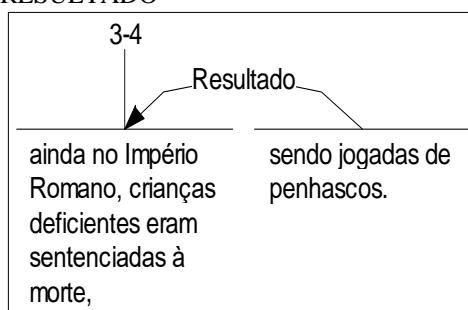 RESULTADO
3-4
Resultado
ainda no Império
Romano, crianças
deficientes eram
sentenciadas à
morte,
sendo jogadas de
penhascos.